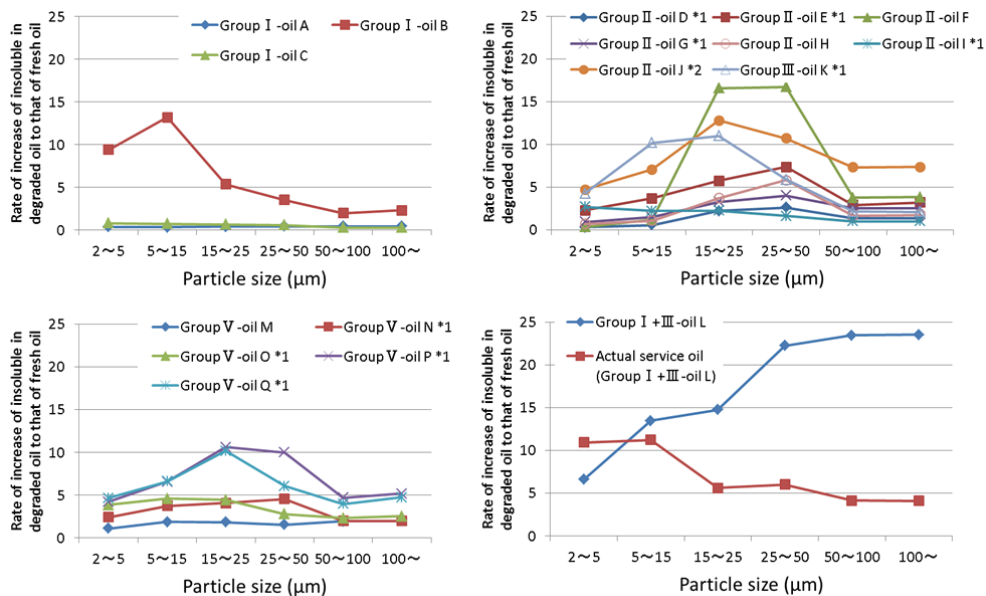 Rate of increase of insoluble in
degraded oil to that of fresh oil
Group Ⅰ-oil A
Group Ⅰ-oil B
Group Ⅰ-oil C
25
20
15
10
5
0
2～5
5～15
15～25
25～50
50～100
100～
Particle size (μm)
Rate of increase of insoluble in
degraded oil to that of fresh oil
Group Ⅱ-oil D *1
Group Ⅱ-oil E *1
Group Ⅱ-oil F
Group Ⅱ-oil G *1
Group Ⅱ-oil H
Group Ⅱ-oil I *1
Group Ⅱ-oil J *2
Group Ⅲ-oil K *1
25
20
15
10
5
0
2～5
5～15
15～25
25～50
50～100
100～
Particle size (μm)
Rate of increase of insoluble in
degraded oil to that of fresh oil
Group Ⅴ-oil M
Group Ⅴ-oil N *1
Group Ⅴ-oil O *1
Group Ⅴ-oil P *1
Group Ⅴ-oil Q *1
25
20
15
10
5
0
2～5
5～15
15～25
25～50
50～100
100～
Particle size (μm)
Rate of increase of insoluble in
degraded oil to that of fresh oil
Group Ⅰ+Ⅲ-oil L
Actual service oil
(Group Ⅰ+Ⅲ-oil L)
25
20
15
10
5
0
2～5
5～15
15～25
25～50
50～100
100～
Particle size (μm)